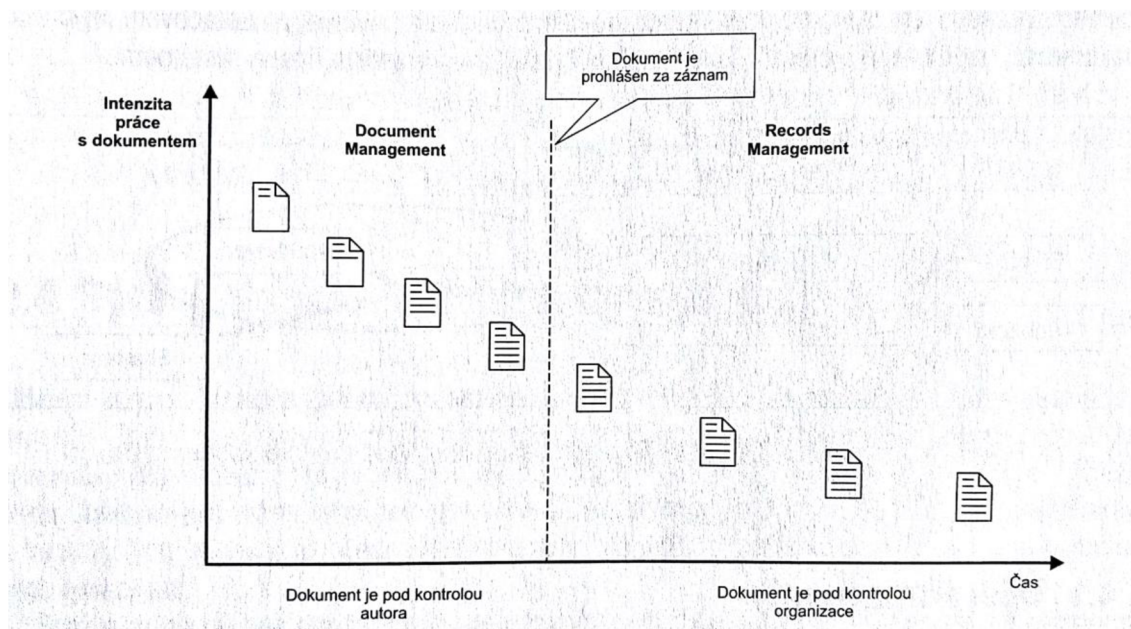 Dokument je
prohlášen za záznam
Intenzita
práce
s dokumentem
Document
Management
Records
Management
Čas
Dokument je pod kontrolou
autora
Dokument je pod kontrolou
organizace